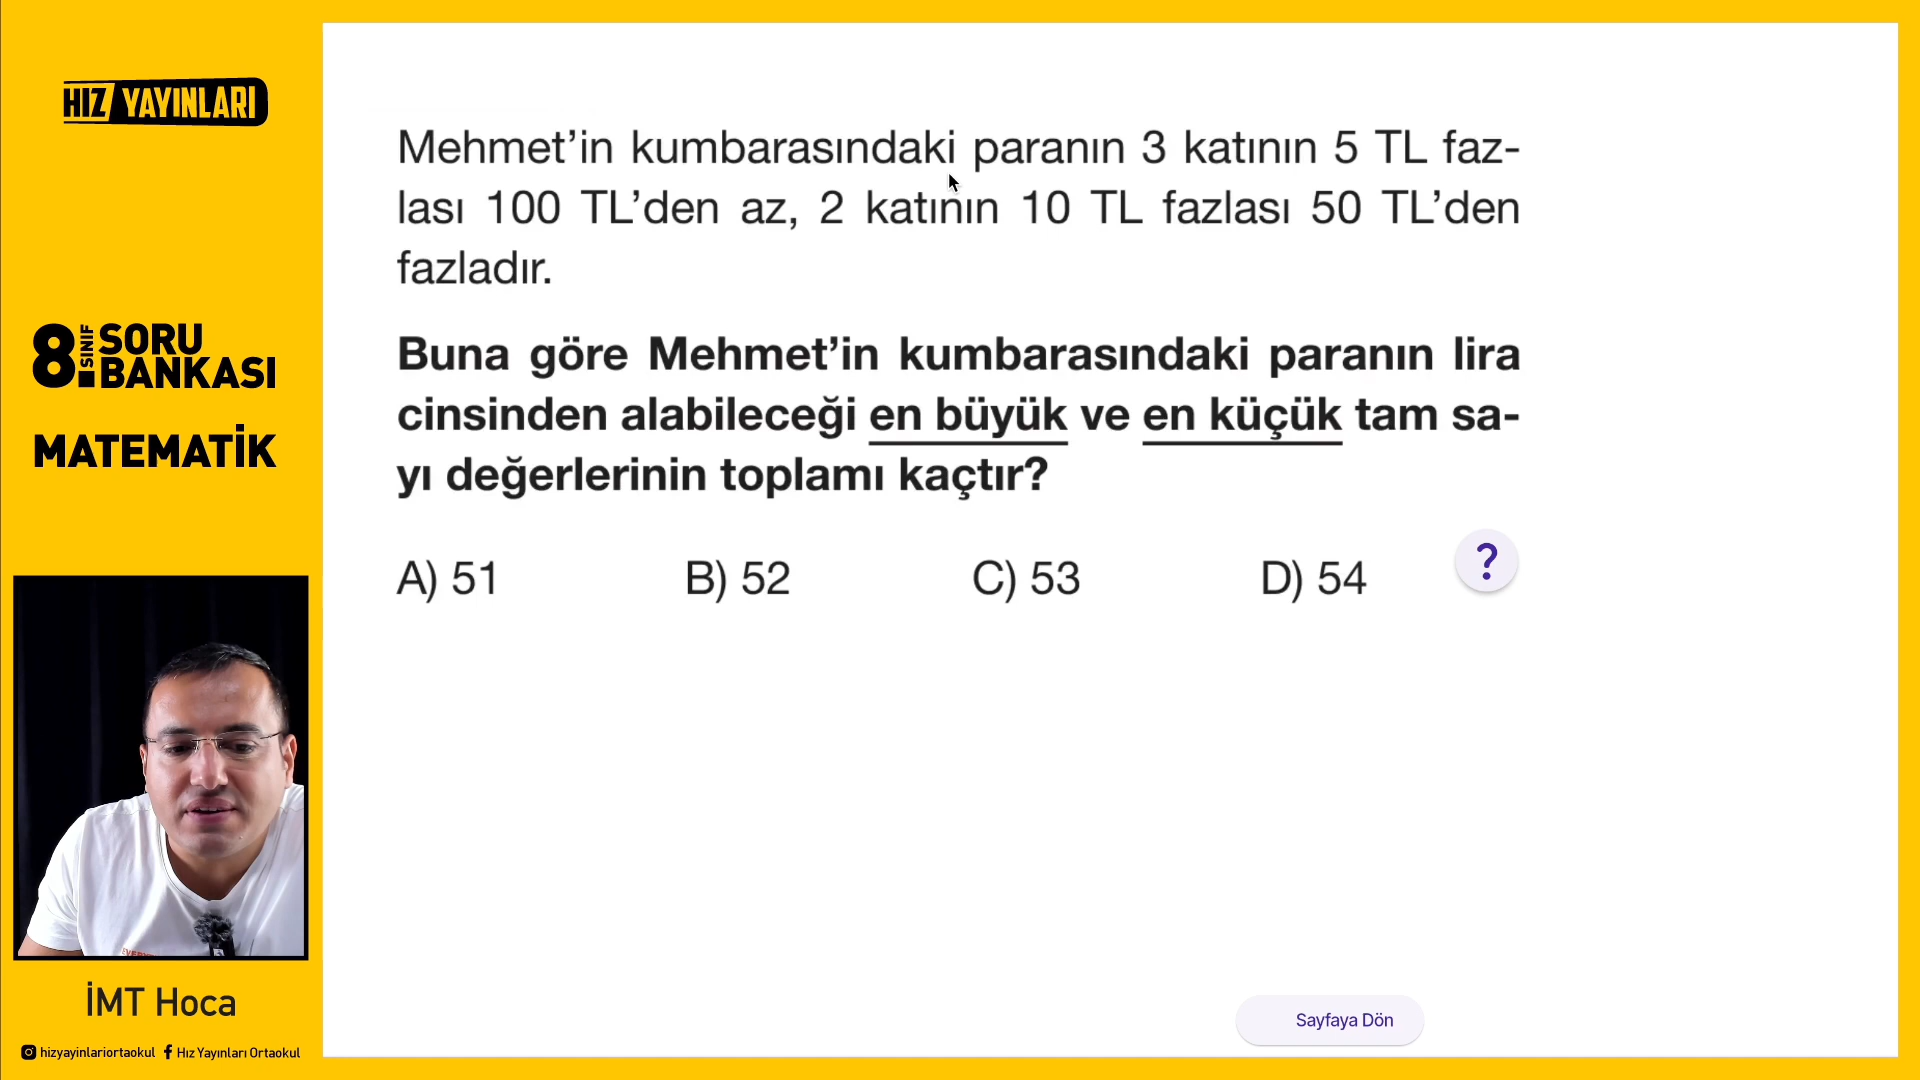 HIZ YAYINLARI
8. SINIF
SORU
BANKASI
MATEMATİK
Mehmet’in kumbarasındaki paranın 3 katının 5 TL faz-
lası 100 TL’den az, 2 katının 10 TL fazlası 50 TL’den
fazladır.
Buna göre Mehmet’in kumbarasındaki paranın lira
cinsinden alabileceği en büyük ve en küçük tam sa-
yı değerlerinin toplamı kaçtır?
A) 51 B) 52 C) 53 D) 54
?
İMT Hoca
hizyayinlariortaokul Hız Yayınları Ortaokul
Sayfaya Dön